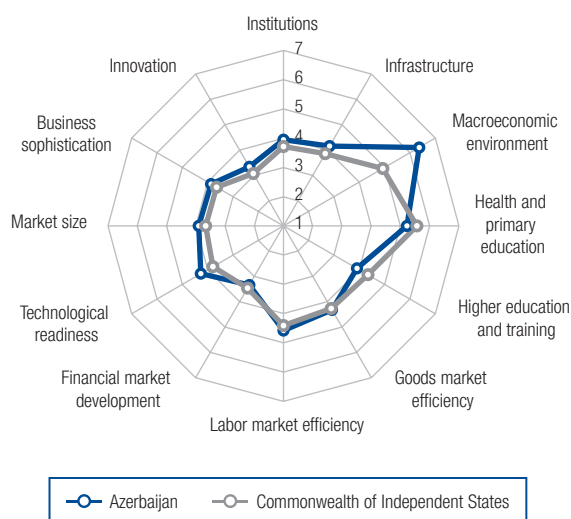 Institutions
7
6
5
4
3
2
1
Infrastructure
Macroeconomic
environment
Health and
primary
education
Higher education
and training
Goods market
efficiency
Labor market efficiency
Financial market
development
Technological
readiness
Market size
Business
sophistication
Innovation
Azerbaijan
Commonwealth of Independent States